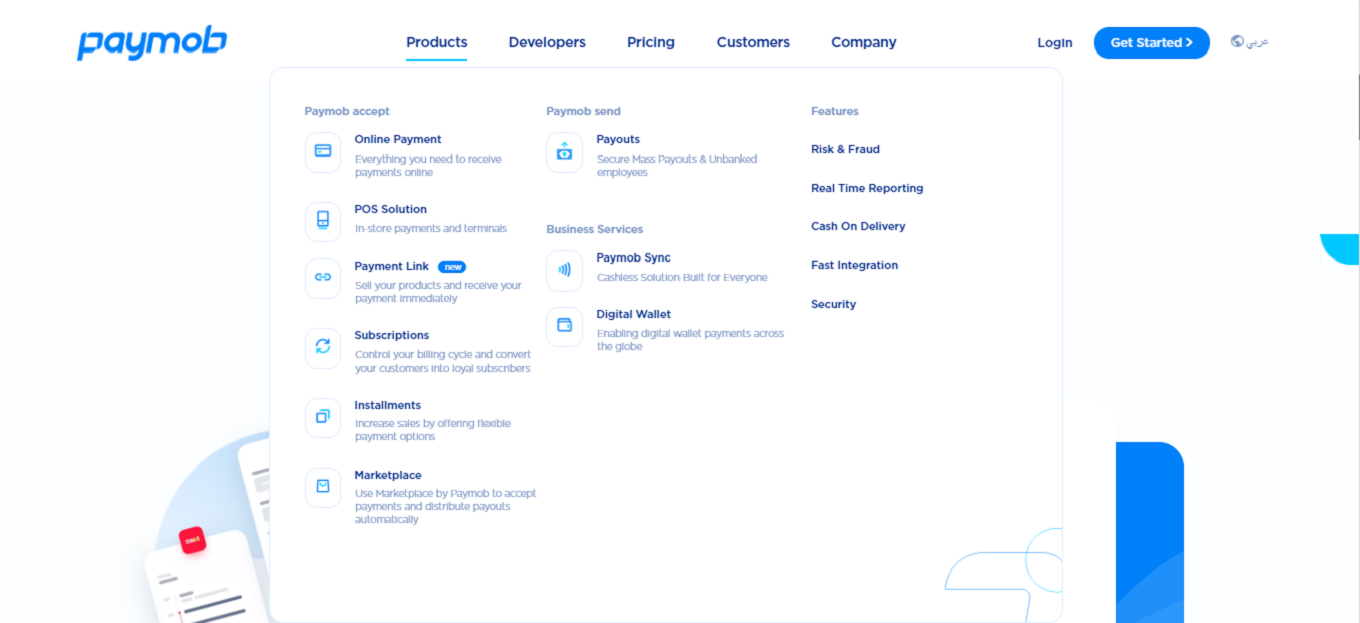 paymob
Products
Developers
Pricing
Customers
Company
Login
Get Started >
عربي
Paymob accept
Online Payment
Everything you need to receive
payments online
POS Solution
In-store payments and terminals
Payment Link new
Sell your products and receive your
payment immediately
Subscriptions
Control your billing cycle and convert
your customers into loyal subscribers
Installments
Increase sales by offering flexible
payment options
Marketplace
Use Marketplace by Paymob to accept
payments and distribute payouts
automatically
Paymob send
Payouts
Secure Mass Payouts & Unbanked
employees
Business Services
Paymob Sync
Cashless Solution Built for Everyone
Digital Wallet
Enabling digital wallet payments across
the globe
Features
Risk & Fraud
Real Time Reporting
Cash On Delivery
Fast Integration
Security